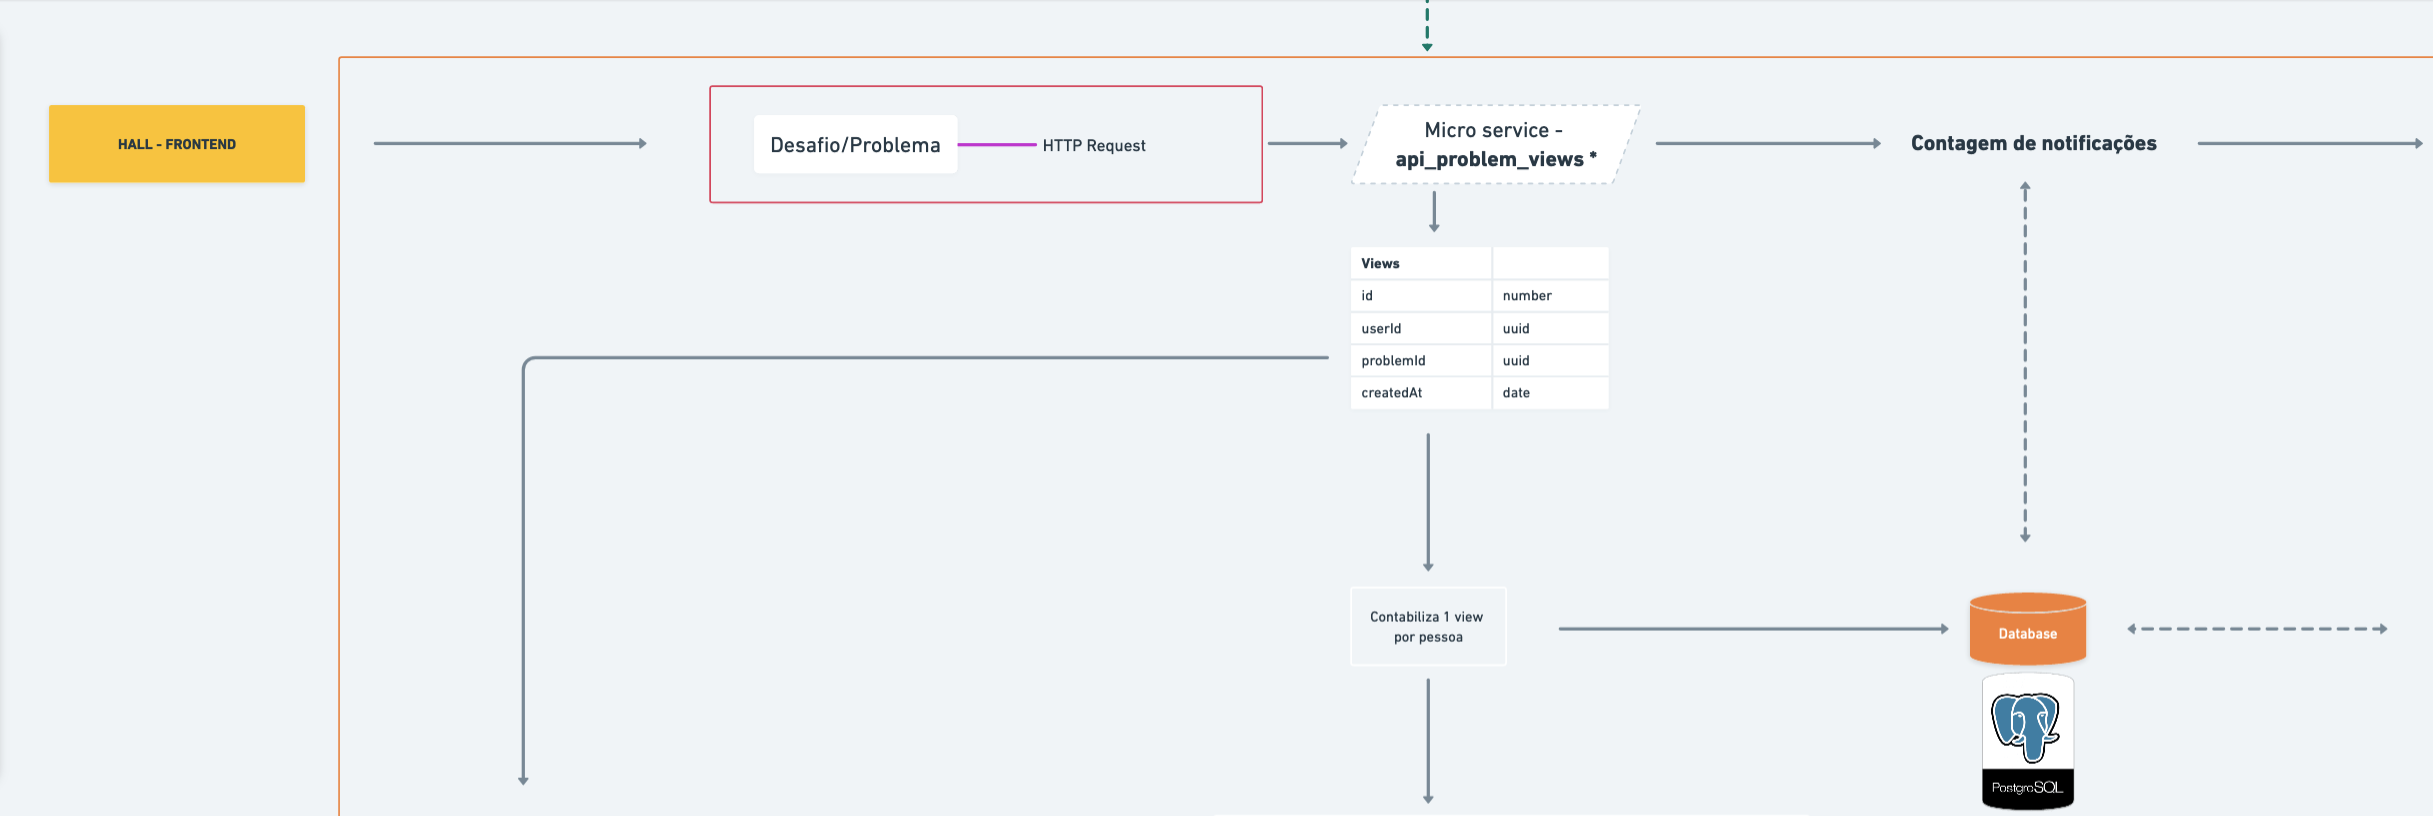 HALL - FRONTEND
Desafio/Problema
HTTP Request
Micro service -
api_problem_views *
Contagem de notificações
Views
id number
userId uuid
problemId uuid
createdAt date
Contabiliza 1 view
por pessoa
Database
PostgreSQL